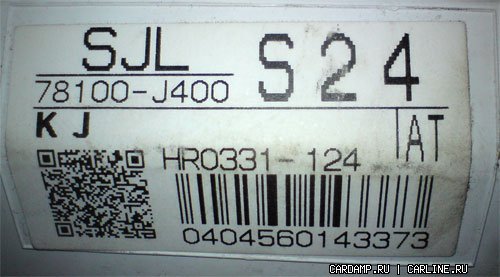 SJL S24
78100-J400
KJ AT
HR0331-124
0404560143373
CARDAMP.RU | CARLINE.RU